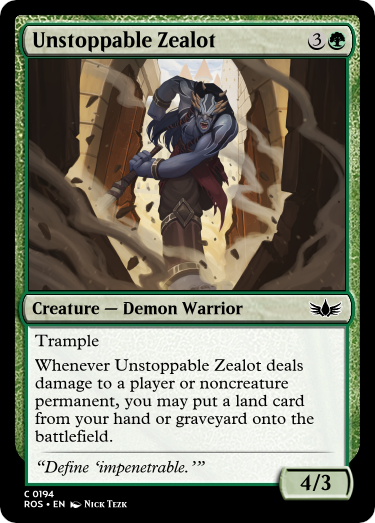 Unstoppable Zealot 3
Creature — Demon Warrior
Trample
Whenever Unstoppable Zealot deals
damage to a player or noncreature
permanent, you may put a land card
from your hand or graveyard onto the
battlefield.
“Define ‘impenetrable.’”
4/3
C 0194
ROS • EN Nick Tezk